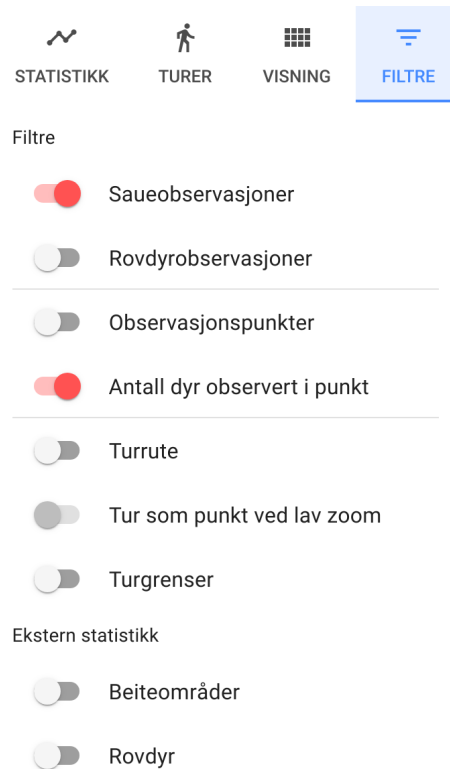 STATISTIKK TURER VISNING FILTRE
Filtre
Saueobservasjoner
Rovdyrobservasjoner
Observasjonspunkter
Antall dyr observert i punkt
Turrute
Tur som punkt ved lav zoom
Turgrenser
Ekstern statistikk
Beiteområder
Rovdyr